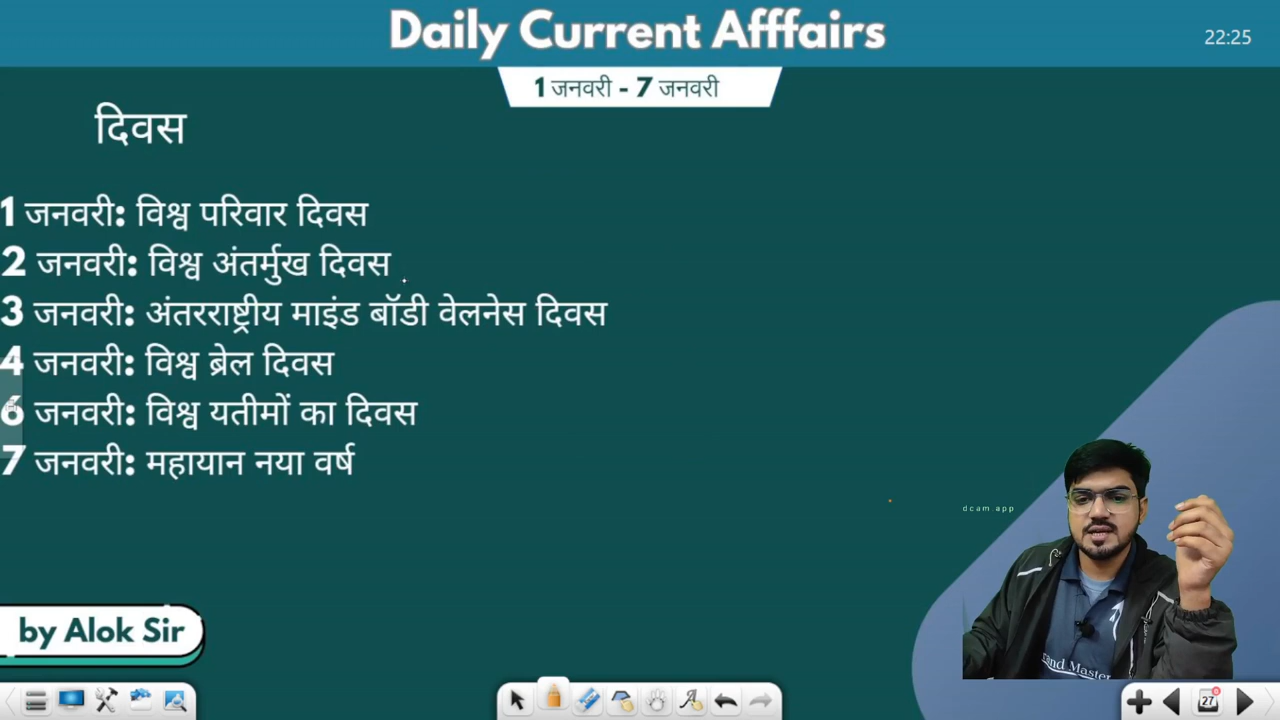 Daily Current Afffairs
22:25
1 जनवरी - 7 जनवरी
दिवस
1 जनवरी: विश्व परिवार दिवस
2 जनवरी: विश्व अंतर्मुख दिवस
3 जनवरी: अंतरराष्ट्रीय माइंड बॉडी वेलनेस दिवस
4 जनवरी: विश्व ब्रेल दिवस
6 जनवरी: विश्व यतीमों का दिवस
7 जनवरी: महायान नया वर्ष
dcam.app
by Alok Sir
Master
27